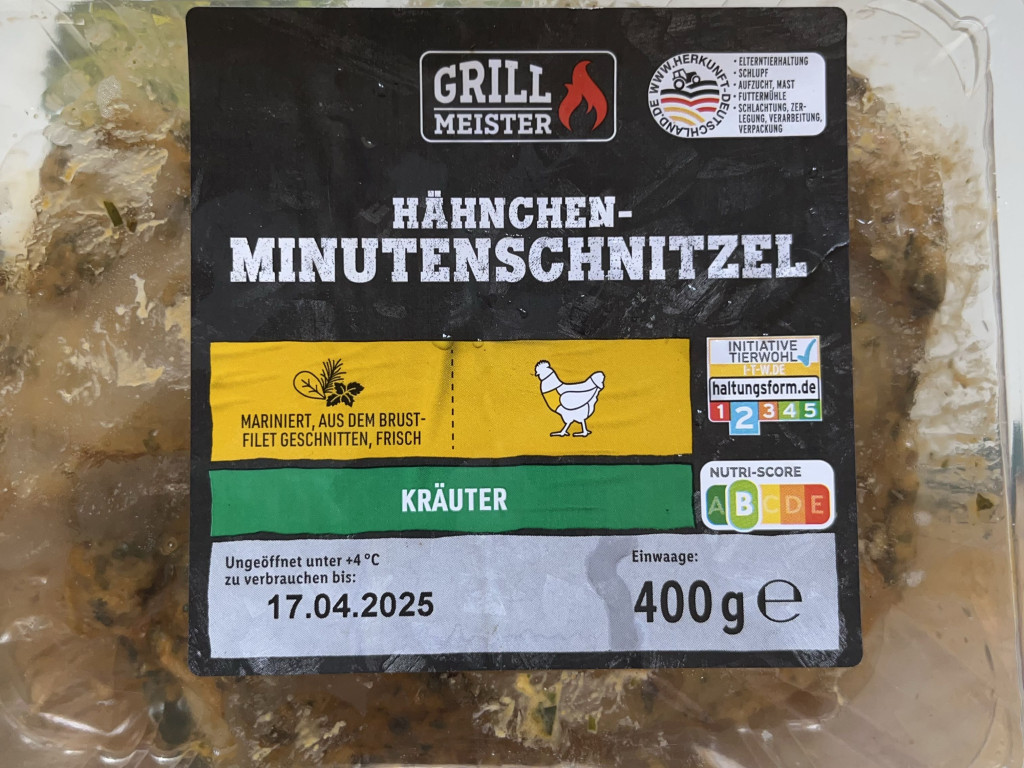 GRILL
MEISTER
WWW.HERKUNFT-DEUTSCHLAND.DE
• ELTERNTIERHALTUNG
• SCHLUPF
• AUFZUCHT, MAST
• FUTTERMÜHLE
• SCHLACHTUNG, ZER-
LEGUNG, VERARBEITUNG,
VERPACKUNG
HÄHNCHEN-
MINUTENSCHNITZEL
MARINIERT, AUS DEM BRUST-
FILET GESCHNITTEN, FRISCH
INITIATIVE
TIERWOHL
I-T-W.DE
haltungsform.de
1 2 3 4 5
KRÄUTER
NUTRI-SCORE
A B C D E
Ungeöffnet unter +4 °C
zu verbrauchen bis:
17.04.2025
Einwaage:
400 g ℮